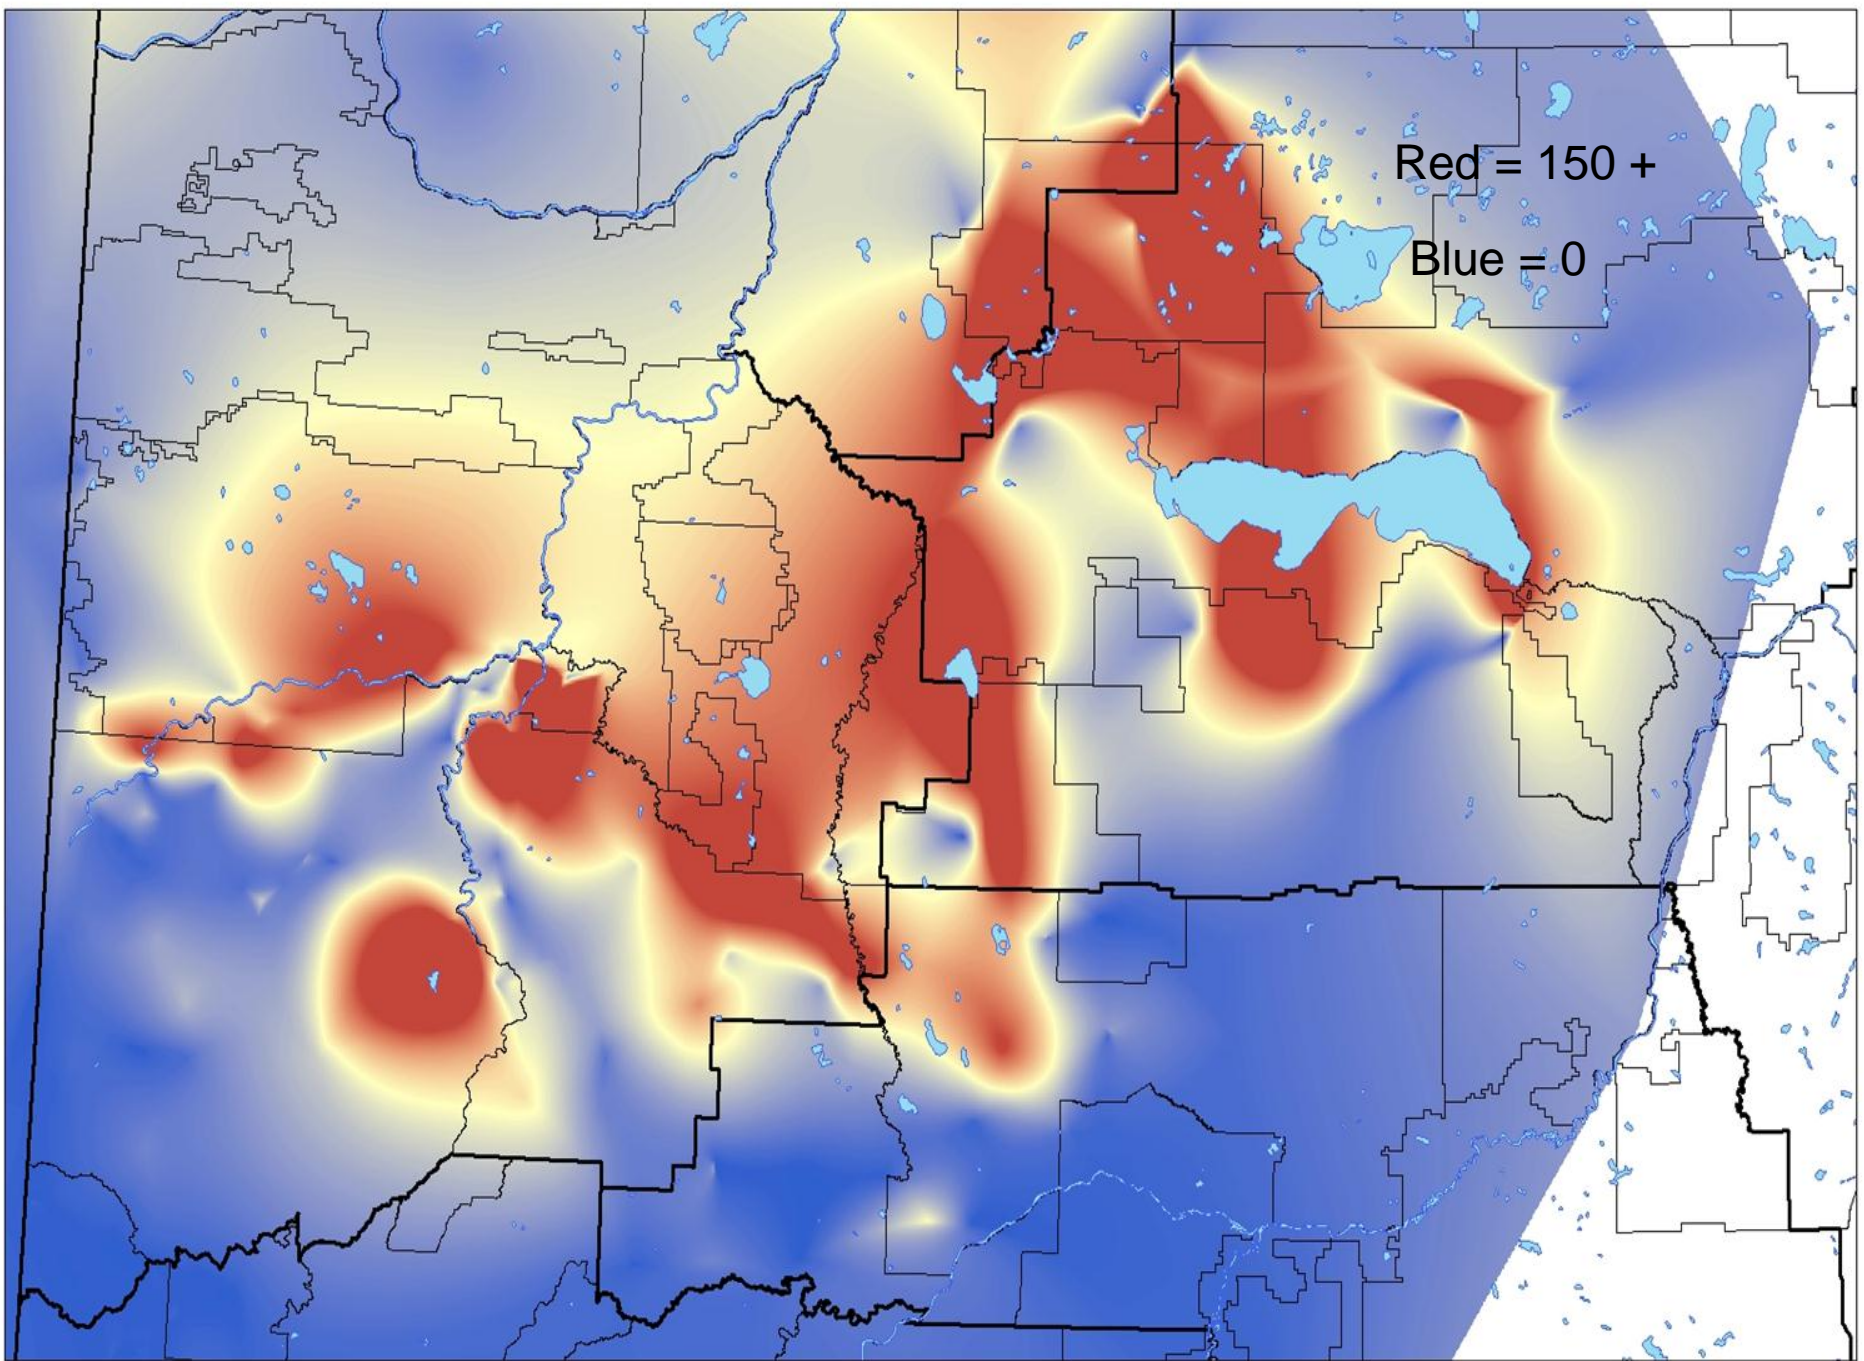 Red = 150 +
Blue = 0